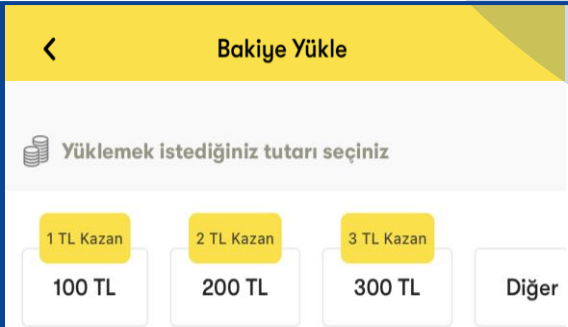 Bakiye Yükle
Yüklemek istediğiniz tutarı seçiniz
1 TL Kazan 2 TL Kazan 3 TL Kazan
100 TL 200 TL 300 TL Diğer